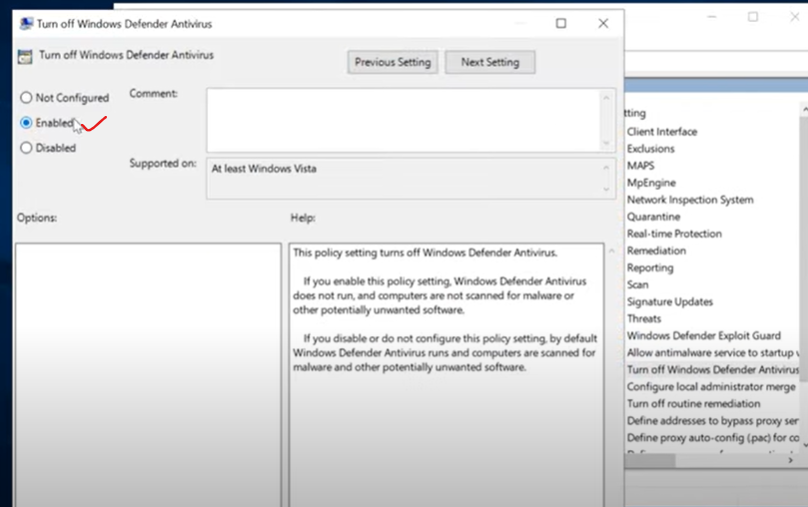 Turn off Windows Defender Antivirus
Turn off Windows Defender Antivirus
Previous Setting
Next Setting
Not Configured
Enabled
Disabled
Comment:
Supported on:
At least Windows Vista
Options:
Help:
This policy setting turns off Windows Defender Antivirus.
If you enable this policy setting, Windows Defender Antivirus
does not run, and computers are not scanned for malware or
other potentially unwanted software.
If you disable or do not configure this policy setting, by default
Windows Defender Antivirus runs and computers are scanned for
malware and other potentially unwanted software.
tting
Client Interface
Exclusions
MAPS
MpEngine
Network Inspection System
Quarantine
Real-time Protection
Remediation
Reporting
Scan
Signature Updates
Threats
Windows Defender Exploit Guard
Allow antimalware service to startup
Turn off Windows Defender Antivirus
Configure local administrator merge
Turn off routine remediation
Define addresses to bypass proxy ser
Define proxy auto-config (.pac) for co